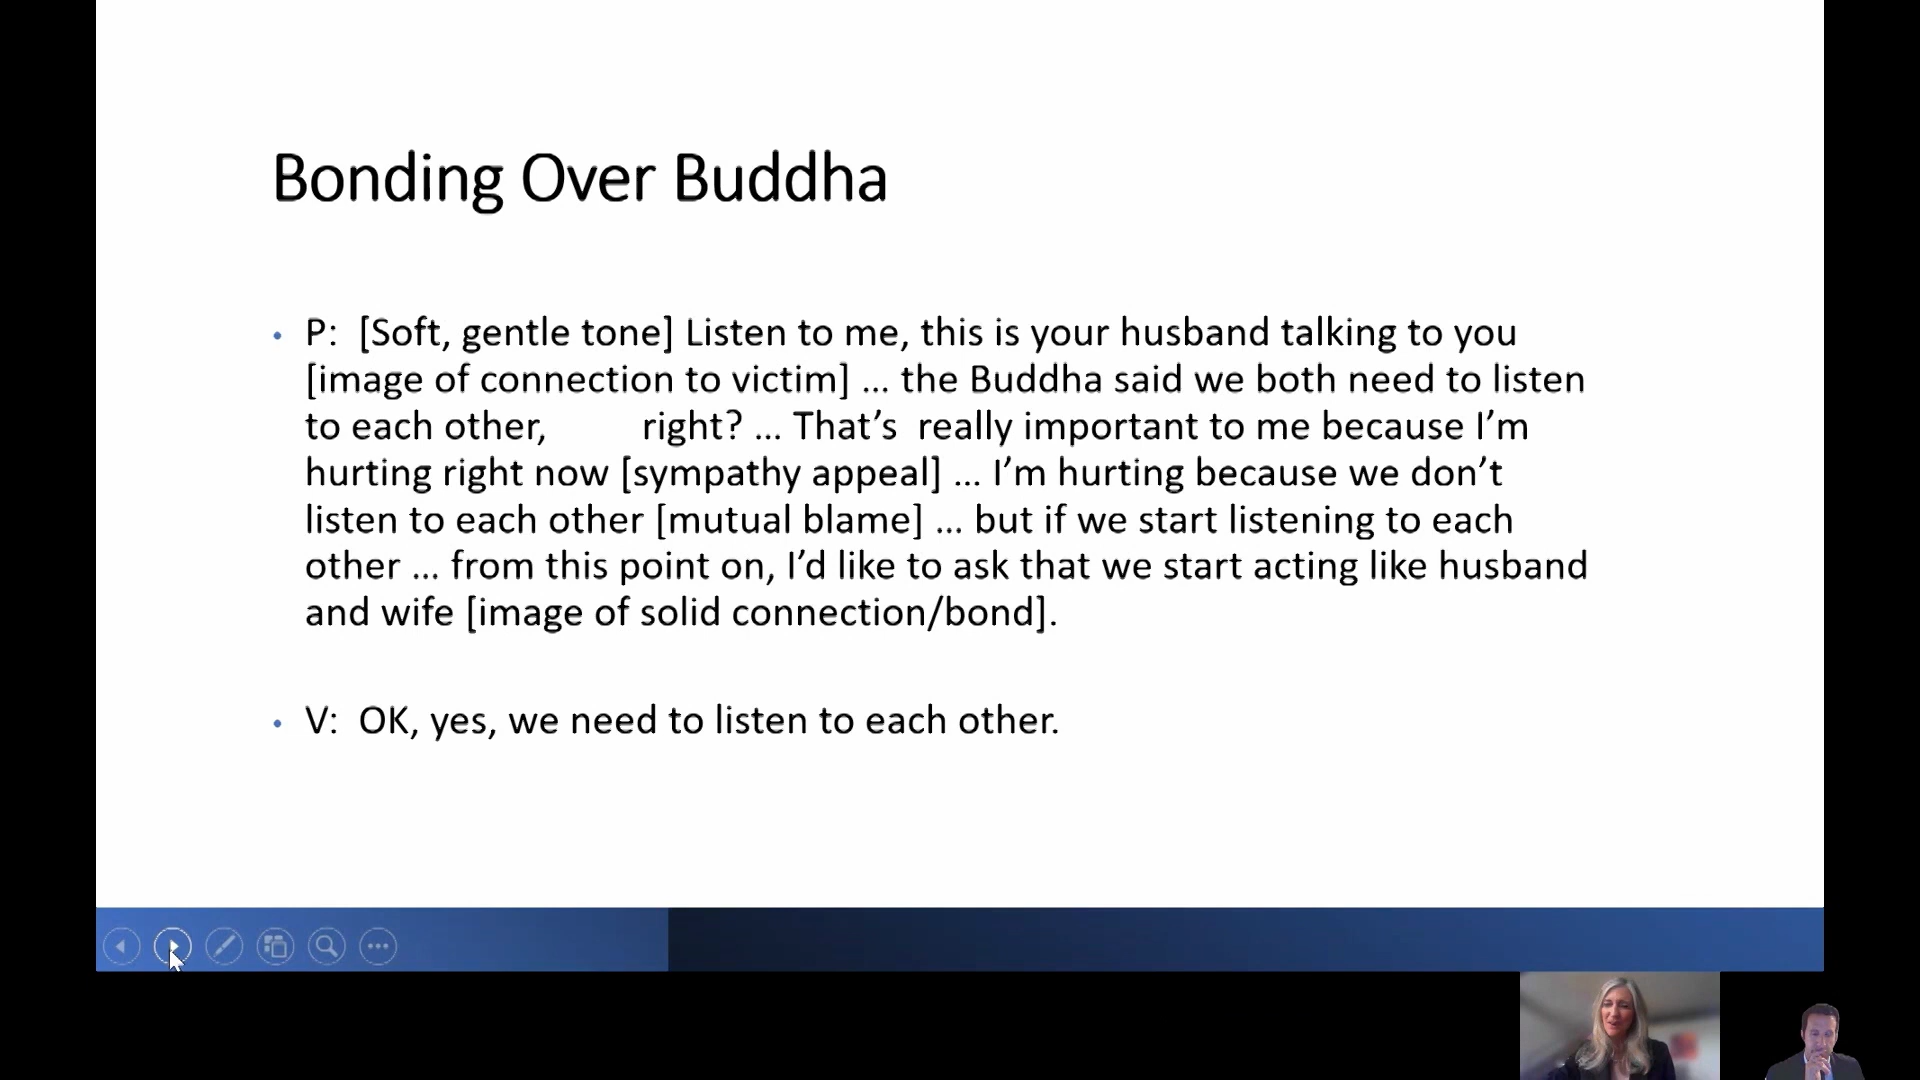 Bonding Over Buddha
• P: [Soft, gentle tone] Listen to me, this is your husband talking to you
[image of connection to victim] ... the Buddha said we both need to listen
to each other, right? ... That’s really important to me because I’m
hurting right now [sympathy appeal] ... I’m hurting because we don’t
listen to each other [mutual blame] ... but if we start listening to each
other ... from this point on, I’d like to ask that we start acting like husband
and wife [image of solid connection/bond].
• V: OK, yes, we need to listen to each other.